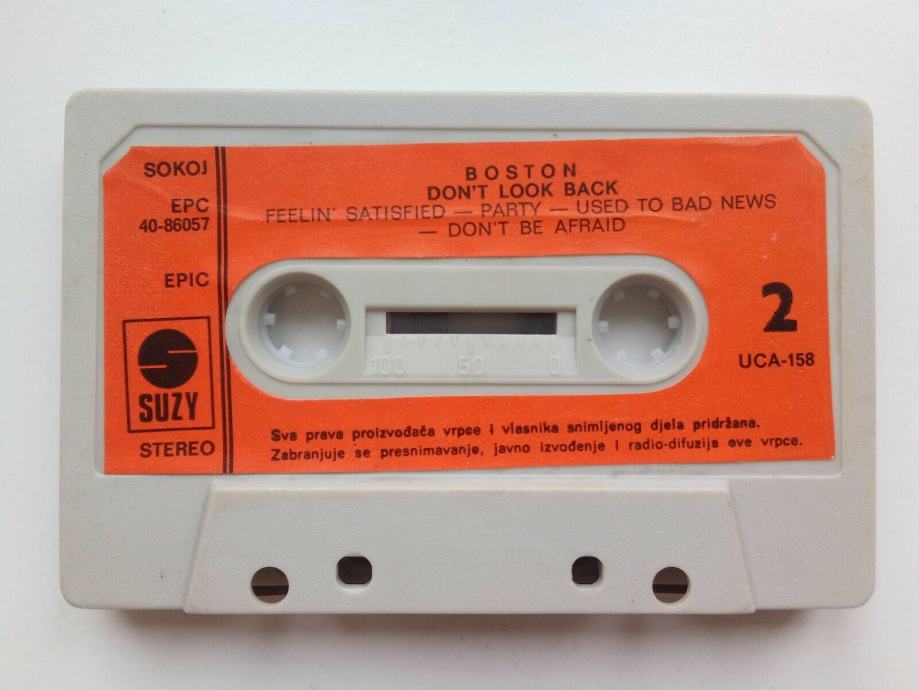 SOKOJ
EPC
40-86057
EPIC
SUZY
STEREO
BOSTON
DON'T LOOK BACK
FEELIN' SATISFIED — PARTY — USED TO BAD NEWS
— DON'T BE AFRAID
100 50 0
2
UCA-158
Sva prava proizvođača vrpce i vlasnika snimljenog djela pridržana.
Zabranjuje se presnimavanje, javno izvođenje i radio-difuzija ove vrpce.